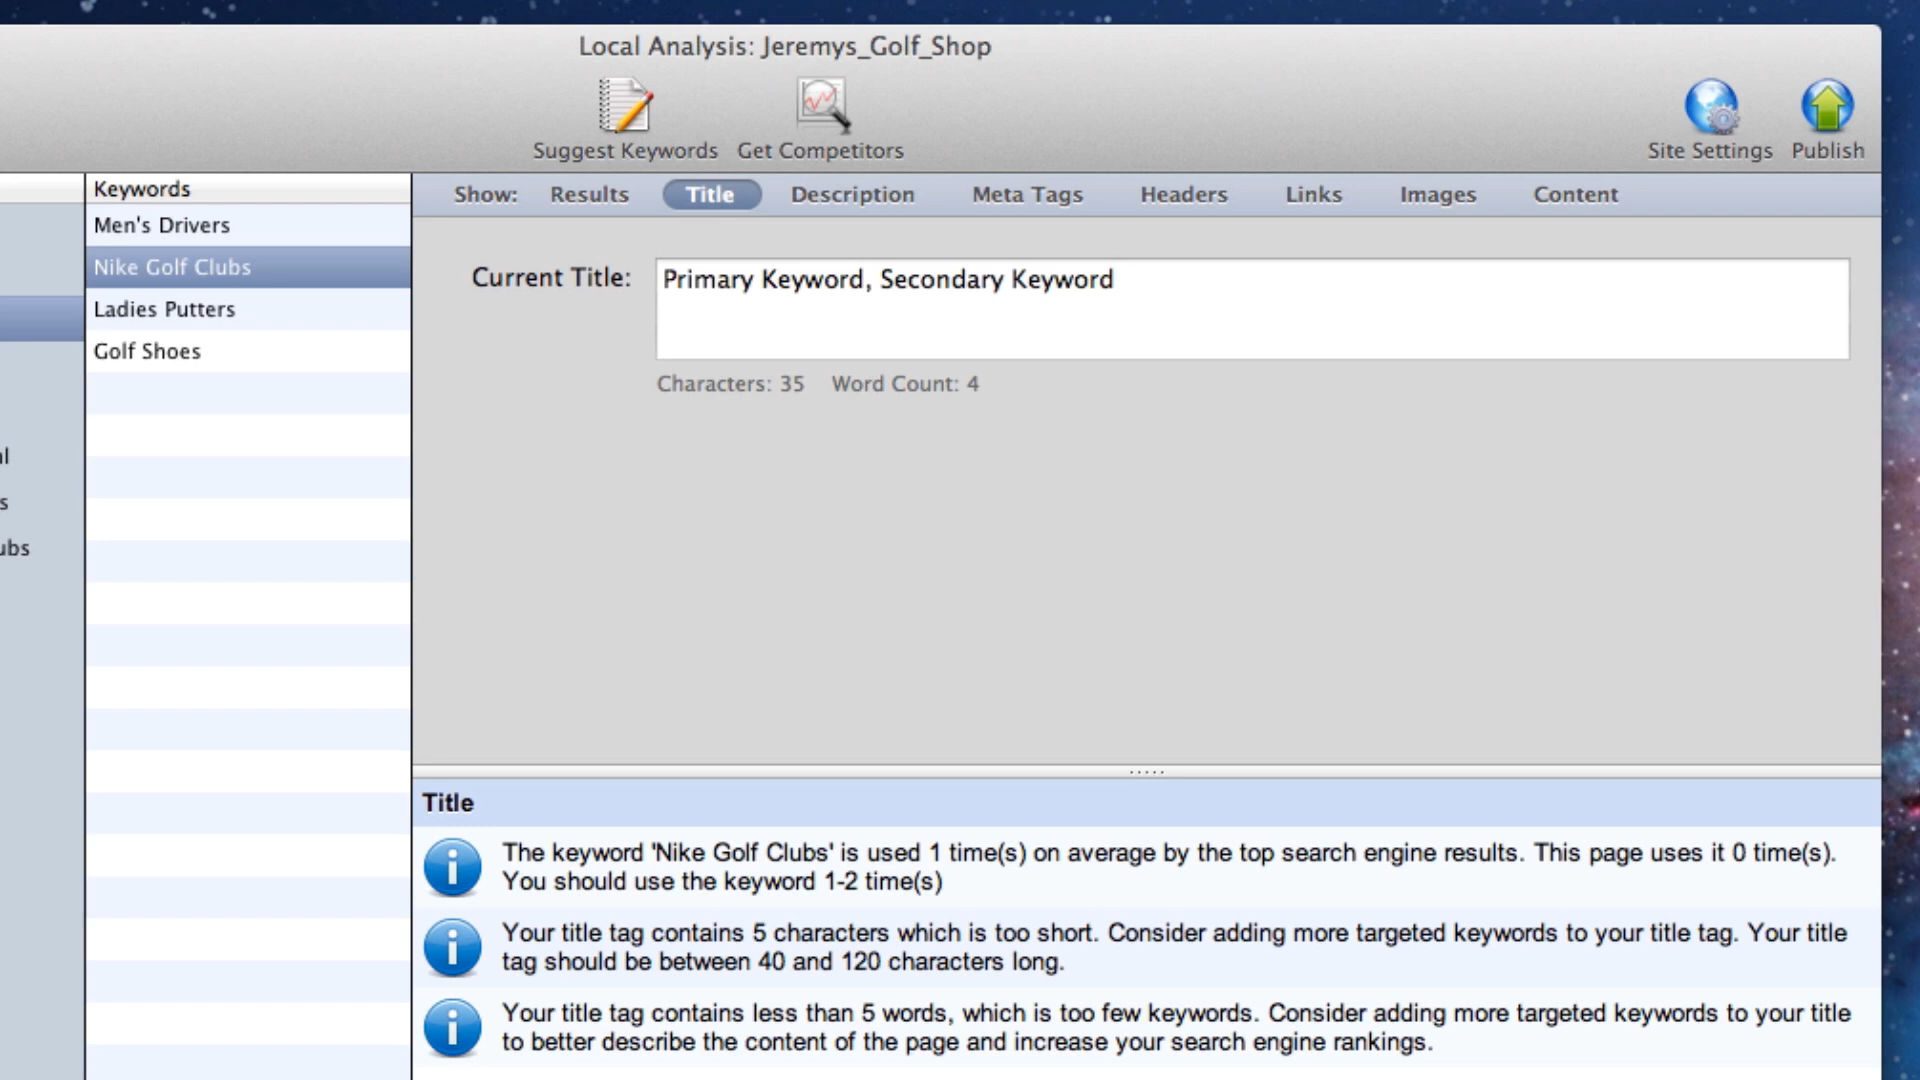 Local Analysis: Jeremys_Golf_Shop
Suggest Keywords
Get Competitors
Site Settings
Publish
Keywords
Men's Drivers
Nike Golf Clubs
Ladies Putters
Golf Shoes
l
s
ubs
Show: Results Title Description Meta Tags Headers Links Images Content
Current Title: Primary Keyword, Secondary Keyword
Characters: 35 Word Count: 4
Title
The keyword 'Nike Golf Clubs' is used 1 time(s) on average by the top search engine results. This page uses it 0 time(s).
You should use the keyword 1-2 time(s)
Your title tag contains 5 characters which is too short. Consider adding more targeted keywords to your title tag. Your title
tag should be between 40 and 120 characters long.
Your title tag contains less than 5 words, which is too few keywords. Consider adding more targeted keywords to your title
to better describe the content of the page and increase your search engine rankings.